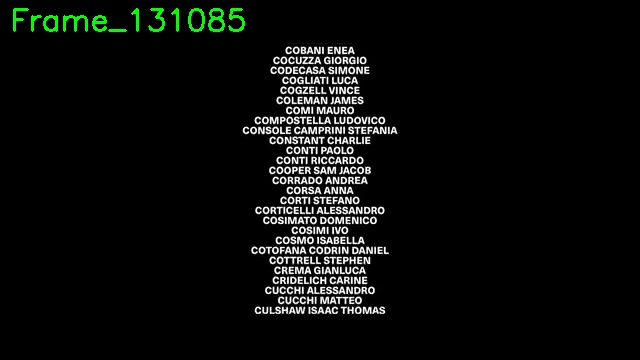 Frame_131085
COBANI ENEA
COCUZZA GIORGIO
CODECASA SIMONE
COGLIATI LUCA
COGZELL VINCE
COLEMAN JAMES
COMI MAURO
COMPOSTELLA LUDOVICO
CONSOLE CAMPRINI STEFANIA
CONSTANT CHARLIE
CONTI PAOLO
CONTI RICCARDO
COOPER SAM JACOB
CORRADO ANDREA
CORSA ANNA
CORTI STEFANO
CORTICELLI ALESSANDRO
COSIMATO DOMENICO
COSIMI IVO
COSMO ISABELLA
COTOFANA CODRIN DANIEL
COTTRELL STEPHEN
CREMA GIANLUCA
CRIDELICH CARINE
CUCCHI ALESSANDRO
CUCCHI MATTEO
CULSHAW ISAAC THOMAS